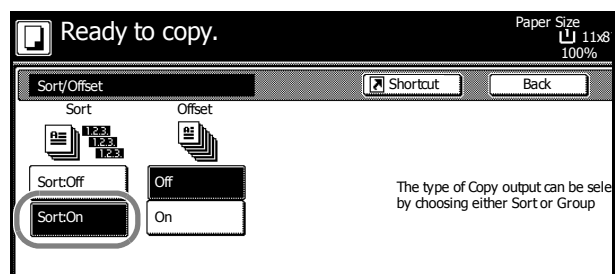 Ready to copy.
Paper Size
11x8
100%
Sort/Offset
Shortcut
Back
Sort
Offset
1.2.3.
1.2.3.
1.2.3.
Sort:Off
Off
Sort:On
On
The type of Copy output can be sele
by choosing either Sort or Group